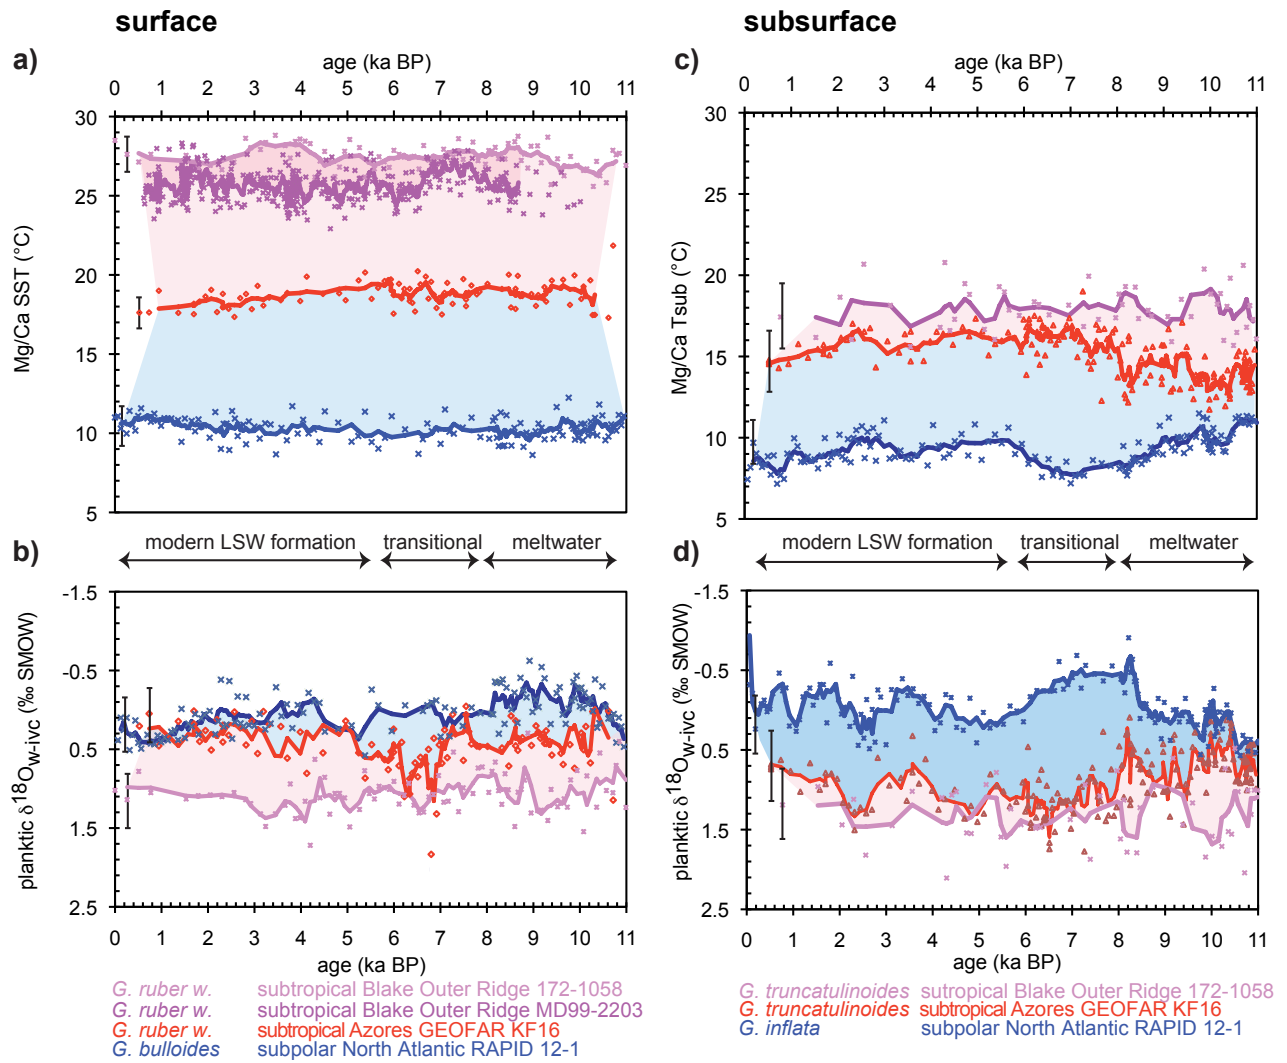 surface
subsurface
a)
age (ka BP)
0 1 2 3 4 5 6 7 8 9 10 11
30
25
20
15
10
5
Mg/Ca SST (°C)
c)
age (ka BP)
0 1 2 3 4 5 6 7 8 9 10 11
30
25
20
15
10
5
Mg/Ca Tsub (°C)
b)
modern LSW formation transitional meltwater
-1.5
-0.5
0.5
1.5
2.5
planktic δ18Ow-ivc (‰ SMOW)
0 1 2 3 4 5 6 7 8 9 10 11
age (ka BP)
d)
modern LSW formation transitional meltwater
-1.5
-0.5
0.5
1.5
2.5
planktic δ18Ow-ivc (‰ SMOW)
0 1 2 3 4 5 6 7 8 9 10 11
age (ka BP)
G. ruber w. subtropical Blake Outer Ridge 172-1058
G. ruber w. subtropical Blake Outer Ridge MD99-2203
G. ruber w. subtropical Azores GEOFAR KF16
G. bulloides subpolar North Atlantic RAPID 12-1
G. truncatulinoides sutropical Blake Outer Ridge 172-1058
G. truncatulinoides subtropical Azores GEOFAR KF16
G. inflata subpolar North Atlantic RAPID 12-1